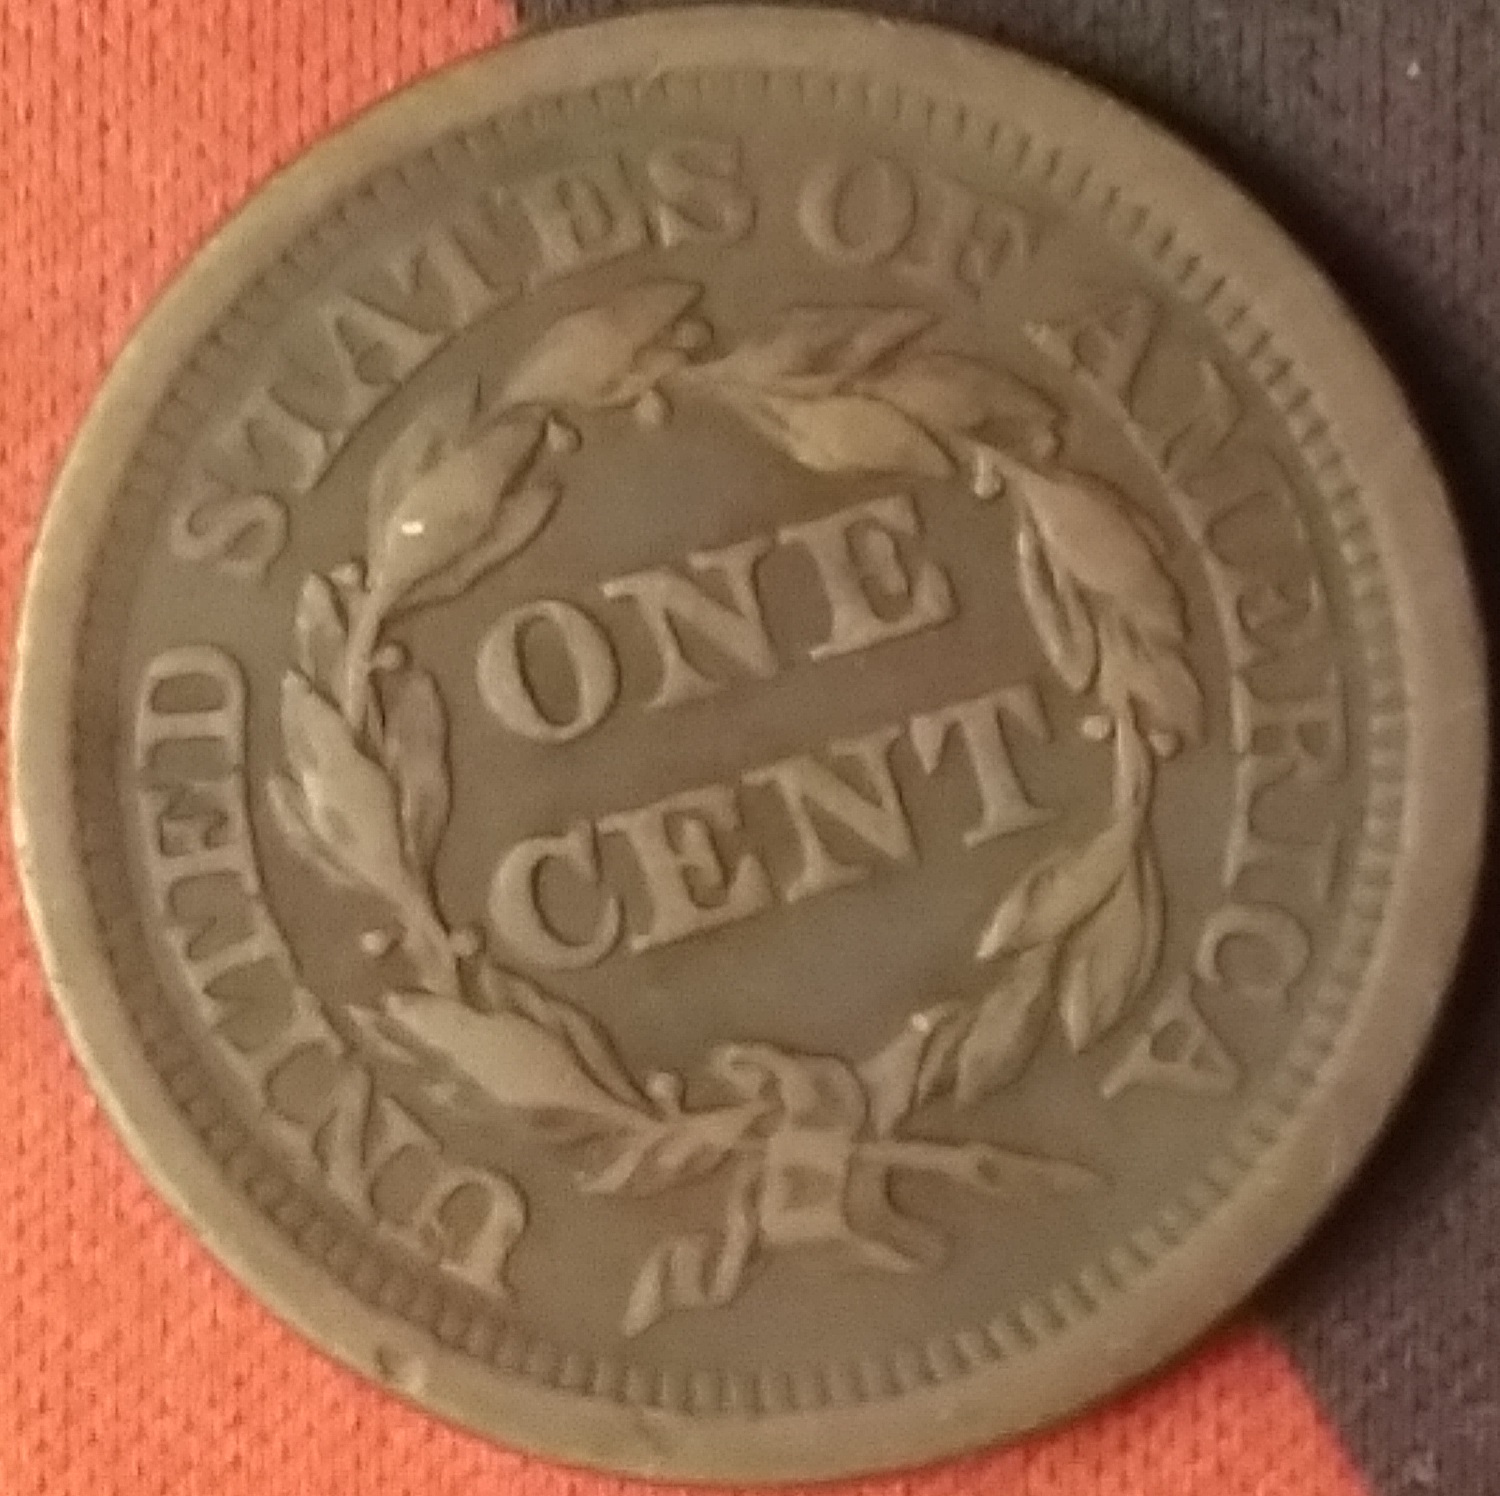 UNITED STATES OF AMERICA
ONE
CENT